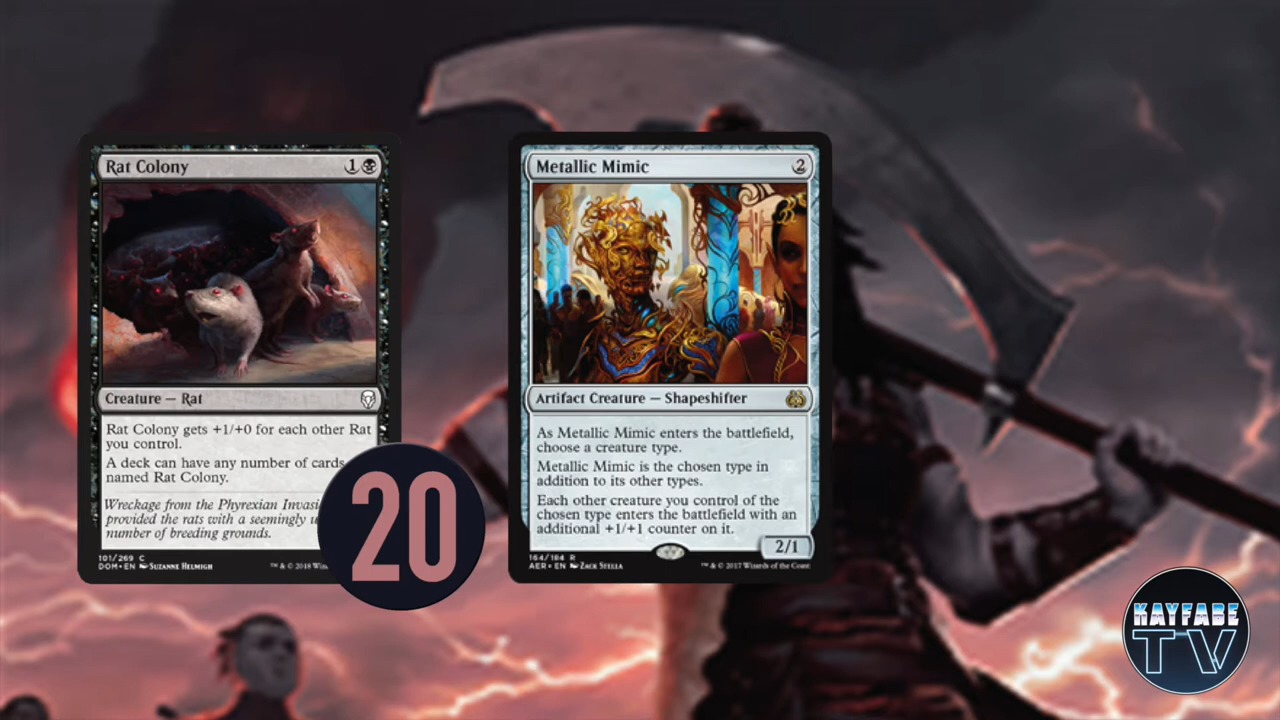 Rat Colony 1
Creature — Rat
Rat Colony gets +1/+0 for each other Rat
you control.
A deck can have any number of cards
named Rat Colony.
Wreckage from the Phyrexian
provided the rats with a seemingly
number of breeding grounds.
101/269 C
DOM • EN SUZANNE HELMIGH ™ & © 2018
20
Metallic Mimic 2
Artifact Creature — Shapeshifter
As Metallic Mimic enters the battlefield,
choose a creature type.
Metallic Mimic is the chosen type in
addition to its other types.
Each other creature you control of the
chosen type enters the battlefield with an
additional +1/+1 counter on it.
2/1
164/184 R
AER • EN ZACK STELLA ™ & © 2017 Wizards of the Coast
KAYFABE
TV